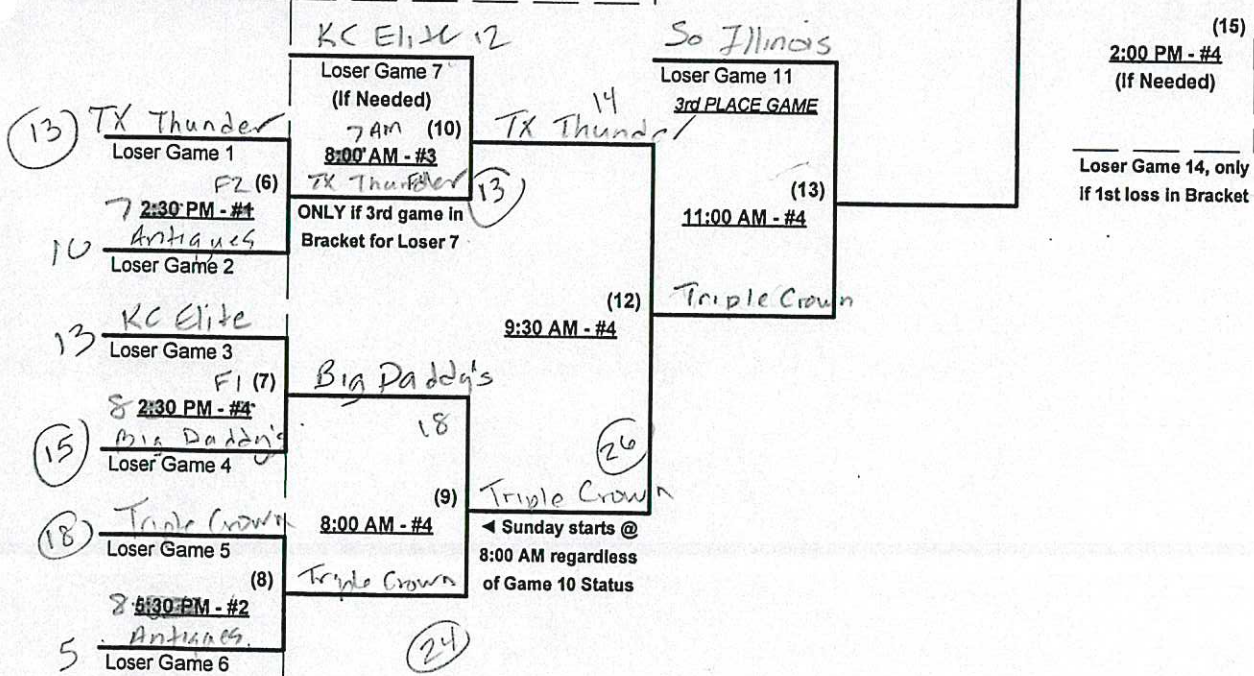 KC Elite 12
Loser Game 7
(If Needed)
7 AM (10)
8:00 AM - #3
TX Thunder
13
ONLY if 3rd game in
Bracket for Loser 7
13 TX Thunder
Loser Game 1
F2 (6)
7 2:30 PM - #1
Antiques
10
Loser Game 2
14
TX Thunder
So Illinois
Loser Game 11
3rd PLACE GAME
(13)
11:00 AM - #4
(15)
2:00 PM - #4
(If Needed)
Loser Game 14, only
if 1st loss in Bracket
13 KC Elite
Loser Game 3
F1 (7)
8 2:30 PM - #4
Big Daddy's
15
Loser Game 4
Big Daddy's
18
(12)
9:30 AM - #4
Triple Crown
26
18 Triple Crown
Loser Game 5
(8)
8 5:30 PM - #2
Antiques
5
Loser Game 6
(9)
8:00 AM - #4
Triple Crown
24
Triple Crown
◄ Sunday starts @
8:00 AM regardless
of Game 10 Status